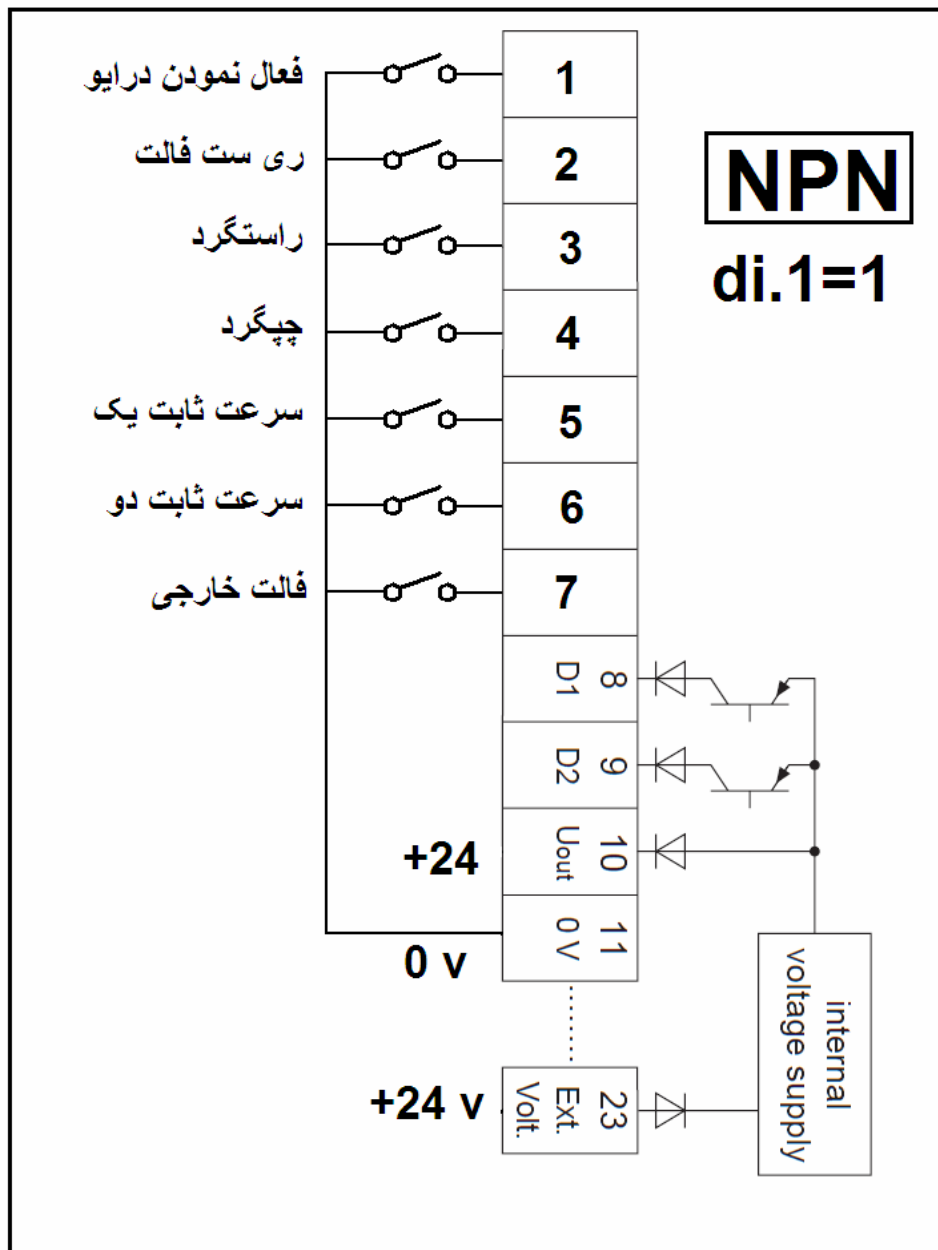 فعال نمودن درایو
1
ری ست فالت
2
NPN
راستگرد
3
di.1=1
چپگرد
4
سرعت ثابت یک
5
سرعت ثابت دو
6
فالت خارجی
7
8
D1
9
D2
+24
10
Uout
0 v
11
0 V
internal
voltage supply
+24 v
23
Ext.
Volt.